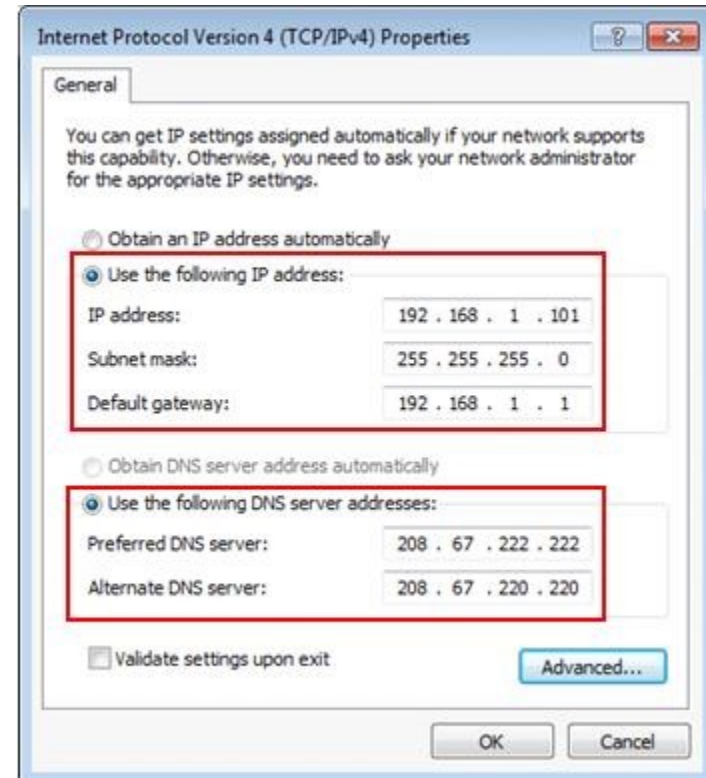 Internet Protocol Version 4 (TCP/IPv4) Properties
General
You can get IP settings assigned automatically if your network supports
this capability. Otherwise, you need to ask your network administrator
for the appropriate IP settings.
Obtain an IP address automatically
Use the following IP address:
IP address: 192 . 168 . 1 . 101
Subnet mask: 255 . 255 . 255 . 0
Default gateway: 192 . 168 . 1 . 1
Obtain DNS server address automatically
Use the following DNS server addresses:
Preferred DNS server: 208 . 67 . 222 . 222
Alternate DNS server: 208 . 67 . 220 . 220
Validate settings upon exit
Advanced...
OK Cancel